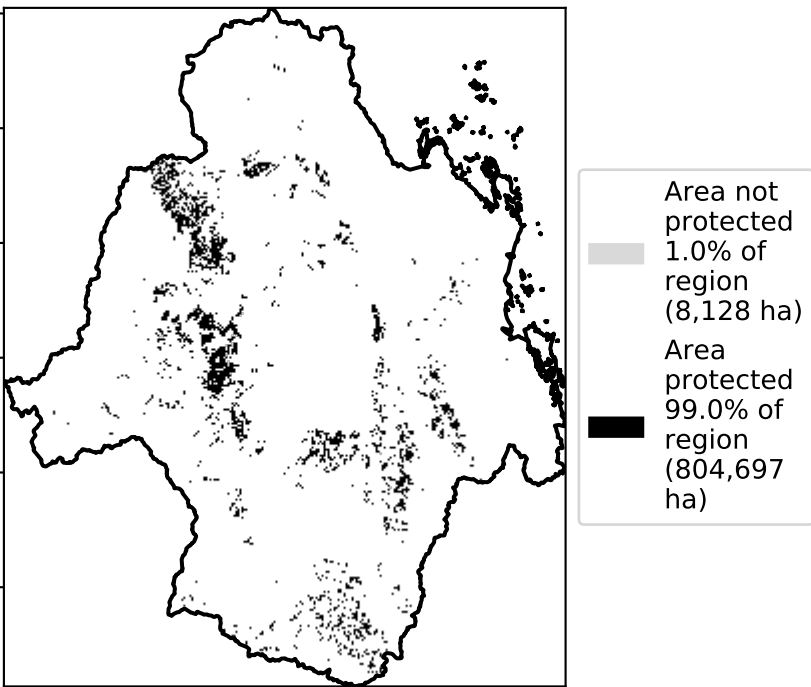 Area not
protected
1.0% of
region
(8,128 ha)
Area
protected
99.0% of
region
(804,697
ha)